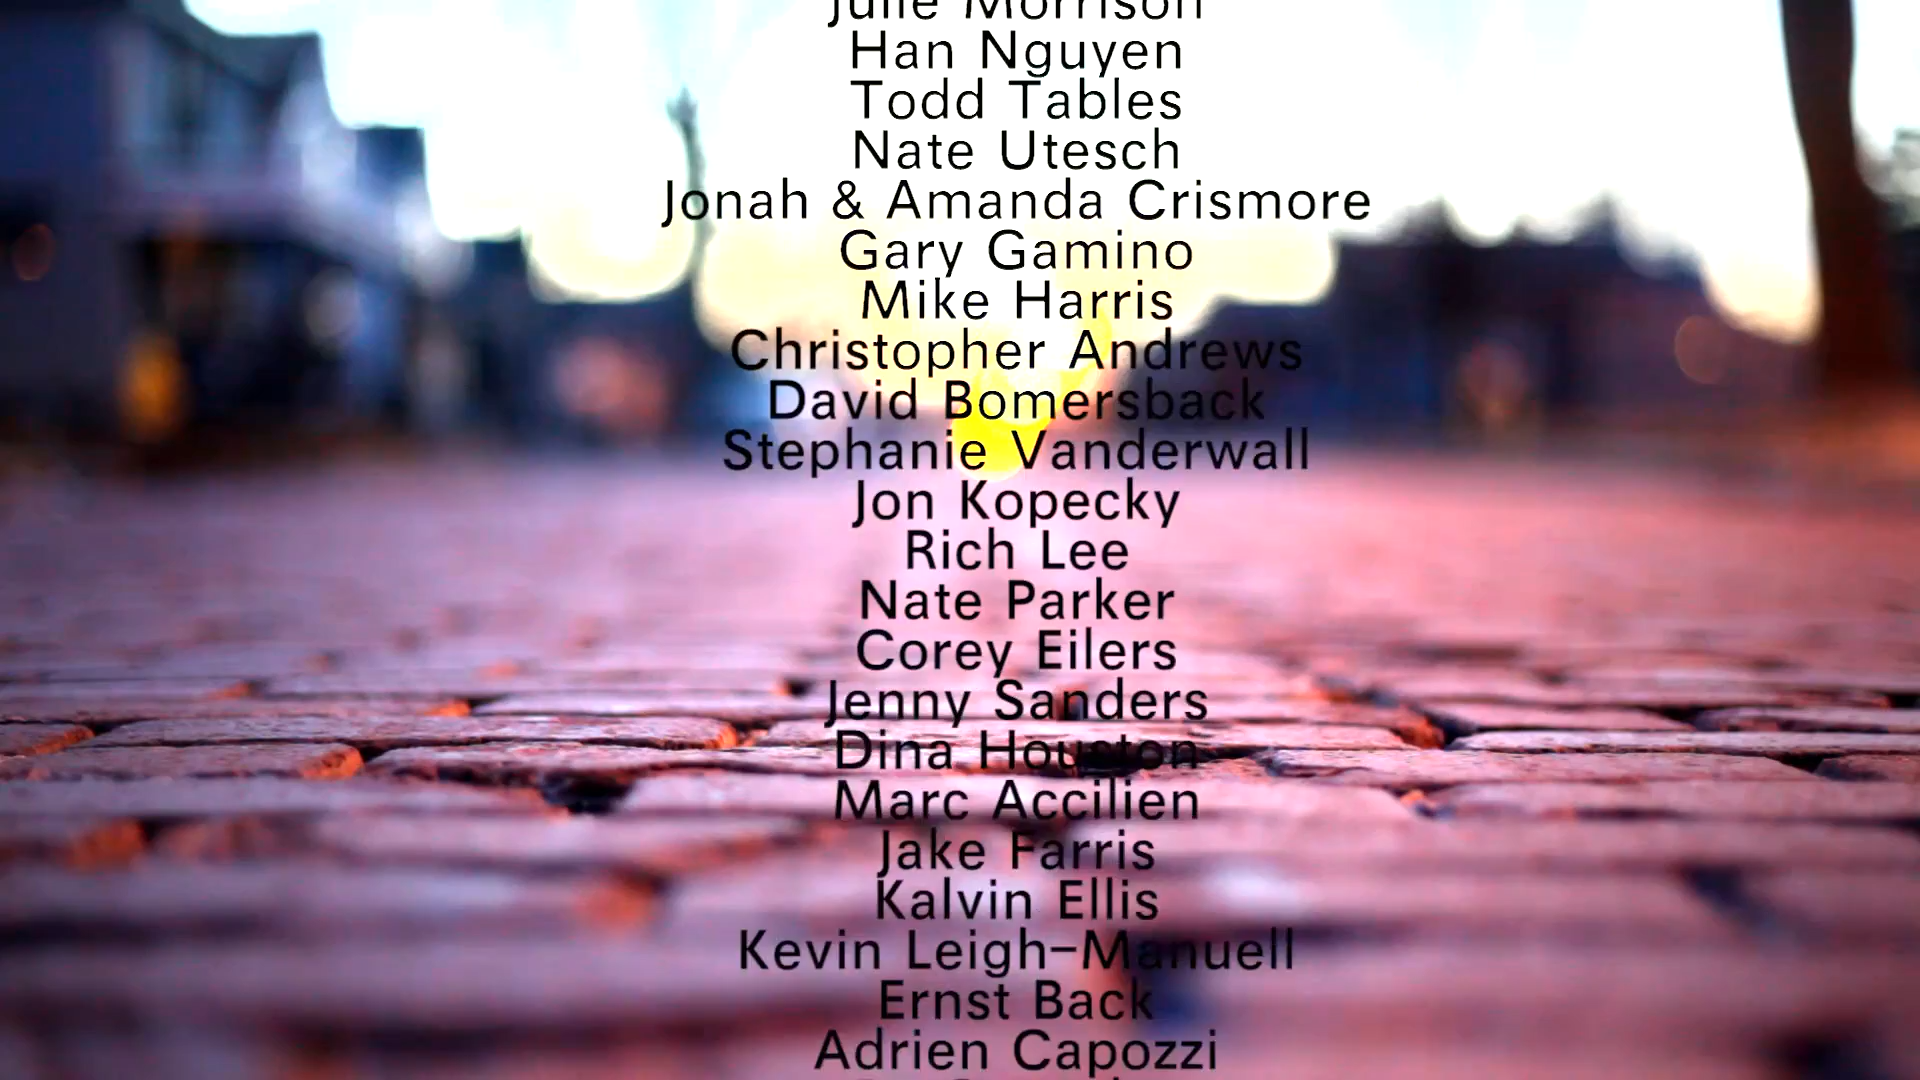 Julie Morrison
Han Nguyen
Todd Tables
Nate Utesch
Jonah & Amanda Crismore
Gary Gamino
Mike Harris
Christopher Andrews
David Bomersback
Stephanie Vanderwall
Jon Kopecky
Rich Lee
Nate Parker
Corey Eilers
Jenny Sanders
Dina Houston
Marc Accilien
Jake Farris
Kalvin Ellis
Kevin Leigh-Manuell
Ernst Back
Adrien Capozzi